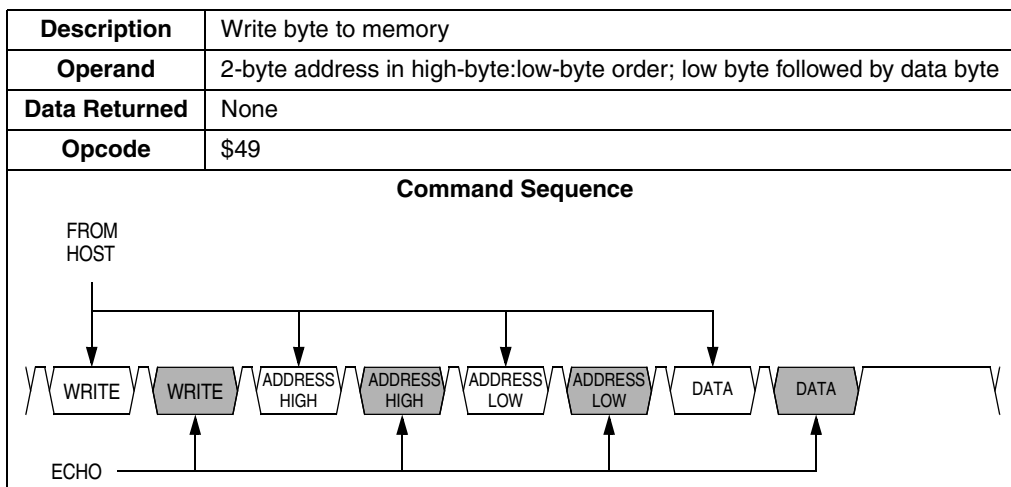 Description Write byte to memory
Operand 2-byte address in high-byte:low-byte order; low byte followed by data byte
Data Returned None
Opcode $49
Command Sequence
FROM
HOST
WRITE WRITE ADDRESS HIGH ADDRESS HIGH ADDRESS LOW ADDRESS LOW DATA DATA
ECHO